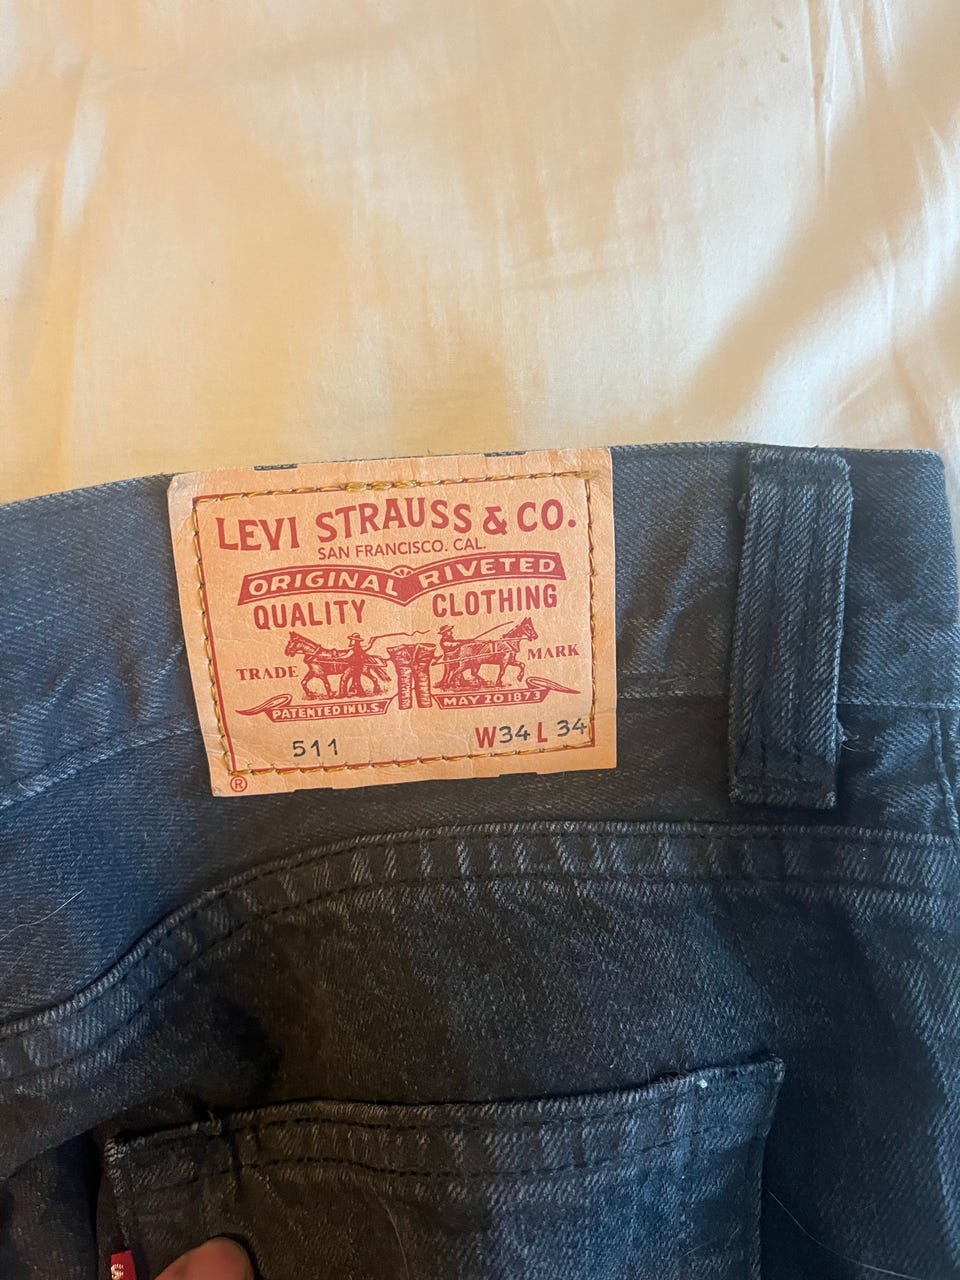 LEVI STRAUSS & CO.
SAN FRANCISCO. CAL.
ORIGINAL RIVETED
QUALITY CLOTHING
TRADE MARK
PATENTED IN U.S. MAY 20 1873
511 W34 L 34
®